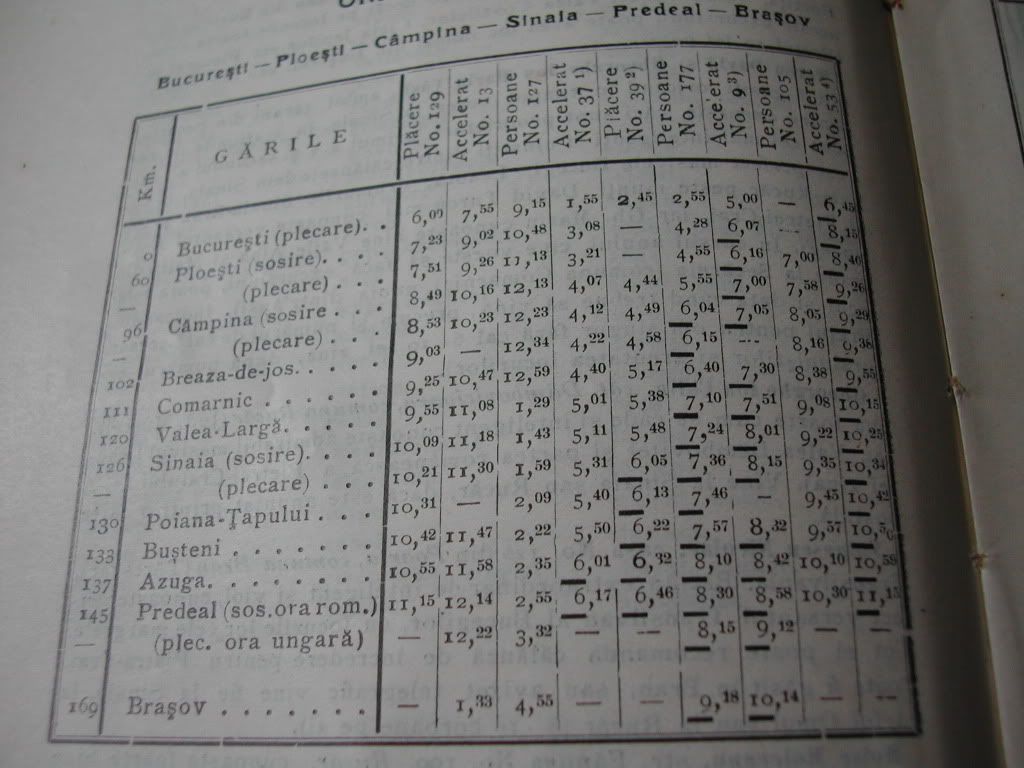 București — Ploești — Câmpina — Sinaia — Predeal — Brașov
Km. GĂRILE Plăcere No. 129 Accelerat No. 13 Persoane No. 127 Accelerat No. 37 ¹) Plăcere No. 39 ²) Persoane No. 177 Acce'erat No. 9 ³) Persoane No. 105 Accelerat No. 53 ⁴)
0 București (plecare). . 6,00 7,55 9,15 1,55 2,45 2,55 5,00 — 6,45
60 Ploești (sosire). . . . 7,23 9,02 10,48 3,08 — 4,28 6,07 — 8,15
— (plecare) . . . 7,51 9,26 11,13 3,21 — 4,55 6,16 7,00 8,46
96 Câmpina (sosire . . . 8,49 10,16 12,13 4,07 4,44 5,55 7,00 7,58 9,26
— (plecare) . . . 8,53 10,23 12,23 4,12 4,49 6,04 7,05 8,05 9,29
102 Breaza-de-jos. . . . . 9,03 — 12,34 4,22 4,58 6,15 --- 8,16 9,38
111 Comarnic . . . . . . 9,25 10,47 12,59 4,40 5,17 6,40 7,30 8,38 9,55
120 Valea-Largă. . . . . 9,55 11,08 1,29 5,01 5,38 7,10 7,51 9,08 10,15
126 Sinaia (sosire). . . . 10,09 11,18 1,43 5,11 5,48 7,24 8,01 9,22 10,25
— (plecare) . . . 10,21 11,30 1,59 5,31 6,05 7,36 8,15 9,35 10,34
130 Poiana-Țapului . . . 10,31 — 2,09 5,40 6,13 7,46 — 9,45 10,42
133 Bușteni . . . . . . . 10,42 11,47 2,22 5,50 6,22 7,57 8,32 9,57 10,50
137 Azuga. . . . . . . . 10,55 11,58 2,35 6,01 6,32 8,10 8,42 10,10 10,58
145 Predeal (sos. ora rom.) 11,15 12,14 2,55 6,17 6,46 8,30 8,58 10,30 11,15
— (plec. ora ungară) — 12,22 3,32 — — 8,15 9,12 — —
169 Brașov . . . . . . . — 1,33 4,55 — — 9,18 10,14 — —